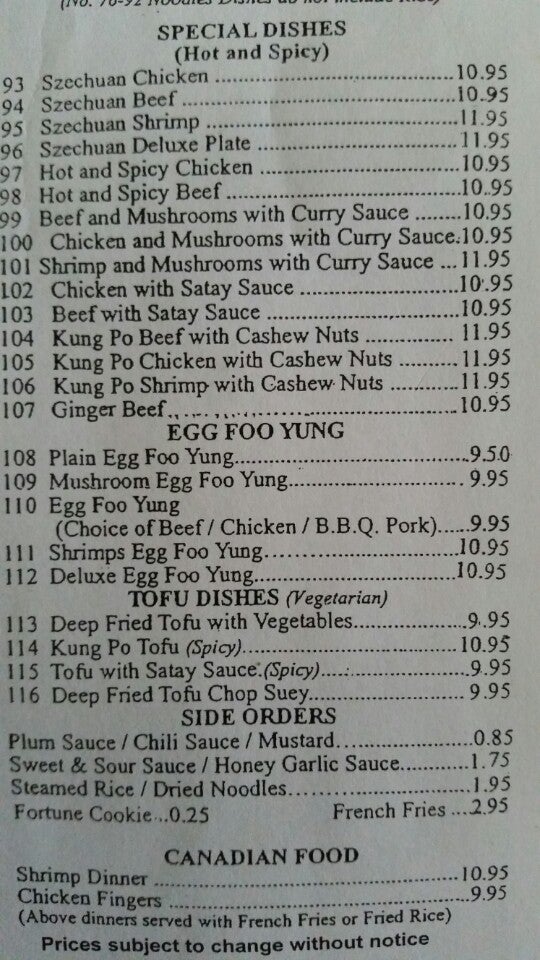 (No. 76-92 Noodles Dishes do not include Rice)
SPECIAL DISHES
(Hot and Spicy)
93 Szechuan Chicken ................................10.95
94 Szechuan Beef .....................................10.95
95 Szechuan Shrimp ..................................11.95
96 Szechuan Deluxe Plate ...........................11.95
97 Hot and Spicy Chicken ...........................10.95
98 Hot and Spicy Beef ................................10.95
99 Beef and Mushrooms with Curry Sauce ........10.95
100 Chicken and Mushrooms with Curry Sauce.10.95
101 Shrimp and Mushrooms with Curry Sauce ...11.95
102 Chicken with Satay Sauce ......................10.95
103 Beef with Satay Sauce ...........................10.95
104 Kung Po Beef with Cashew Nuts .............. 11.95
105 Kung Po Chicken with Cashew Nuts .........11.95
106 Kung Po Shrimp with Cashew Nuts ...........11.95
107 Ginger Beef..........................................10.95
EGG FOO YUNG
108 Plain Egg Foo Yung.................................9.50
109 Mushroom Egg Foo Yung......................... 9.95
110 Egg Foo Yung
(Choice of Beef / Chicken / B.B.Q. Pork)......9.95
111 Shrimps Egg Foo Yung...........................10.95
112 Deluxe Egg Foo Yung.............................10.95
TOFU DISHES (Vegetarian)
113 Deep Fried Tofu with Vegetables................9.95
114 Kung Po Tofu (Spicy)..............................10.95
115 Tofu with Satay Sauce.(Spicy)....................9.95
116 Deep Fried Tofu Chop Suey...................... 9.95
SIDE ORDERS
Plum Sauce / Chili Sauce / Mustard...................0.85
Sweet & Sour Sauce / Honey Garlic Sauce..........1.75
Steamed Rice / Dried Noodles..........................1.95
Fortune Cookie...0.25 French Fries ....2.95
CANADIAN FOOD
Shrimp Dinner ...........................................10.95
Chicken Fingers ..........................................9.95
(Above dinners served with French Fries or Fried Rice)
Prices subject to change without notice